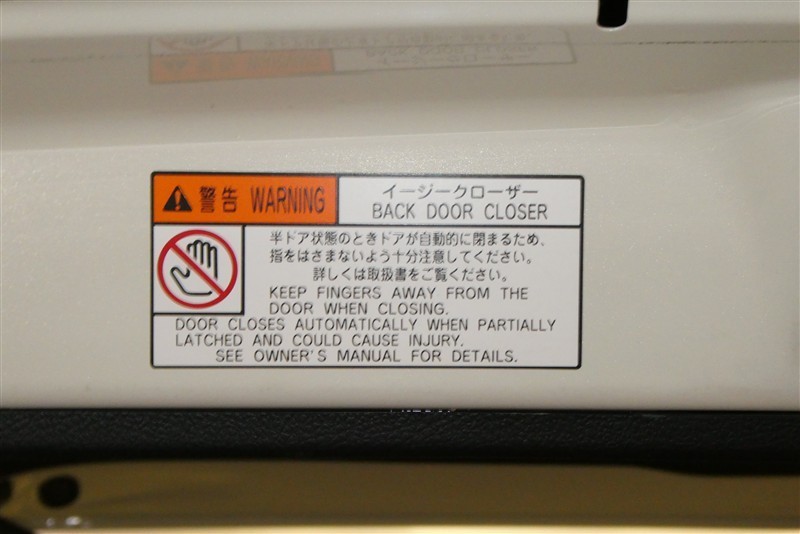 警告 WARNING
イージークローザー
BACK DOOR CLOSER
半ドア状態のときドアが自動的に閉まるため、
指をはさまないよう十分注意してください。
詳しくは取扱書をご覧ください。
KEEP FINGERS AWAY FROM THE
DOOR WHEN CLOSING.
DOOR CLOSES AUTOMATICALLY WHEN PARTIALLY
LATCHED AND COULD CAUSE INJURY.
SEE OWNER'S MANUAL FOR DETAILS.